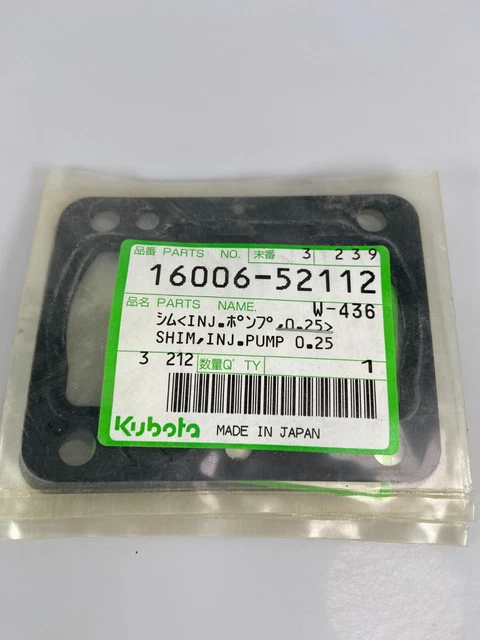 品番 PARTS NO. 末番 3 239
16006-52112
品名 PARTS NAME. W-436
シム<INJ.ポンプ,0.25>
SHIM,INJ.PUMP 0.25
3 212 数量Q'TY 1
Kubota MADE IN JAPAN